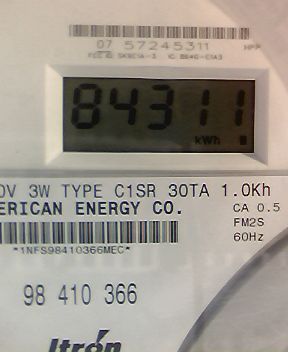 07 57245311
84311
kWh
0V 3W TYPE C1SR 30TA 1.0Kh
ERICAN ENERGY CO.
CA 0.5
FM2S
60Hz
*1NFS98410366MEC*
98 410 366
Itrón